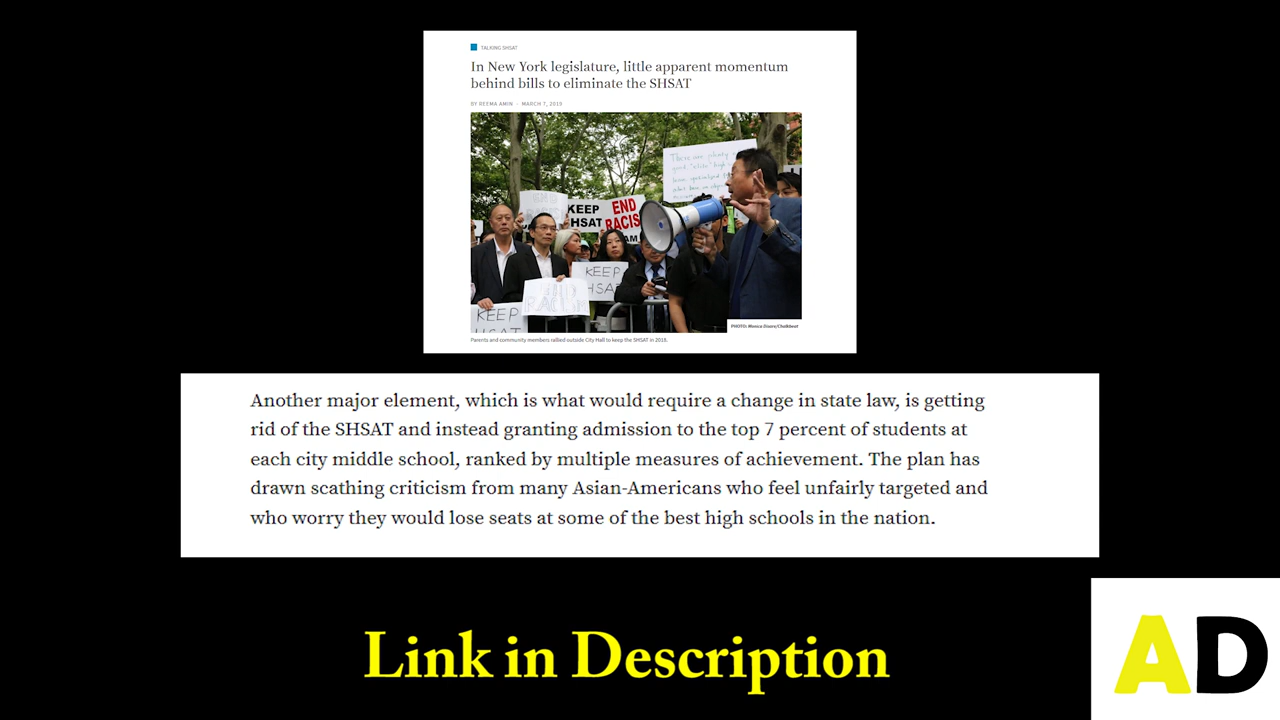 TALKING SHSAT
In New York legislature, little apparent momentum
behind bills to eliminate the SHSAT
BY REEMA AMIN - MARCH 7, 2019
KEEP
HSAT
END
RACIS
KEEP
HSAT
END
RACISM
KEEP
PHOTO: Monica Disare/Chalkbeat
Parents and community members rallied outside City Hall to keep the SHSAT in 2018.
Another major element, which is what would require a change in state law, is getting
rid of the SHSAT and instead granting admission to the top 7 percent of students at
each city middle school, ranked by multiple measures of achievement. The plan has
drawn scathing criticism from many Asian-Americans who feel unfairly targeted and
who worry they would lose seats at some of the best high schools in the nation.
Link in Description
AD